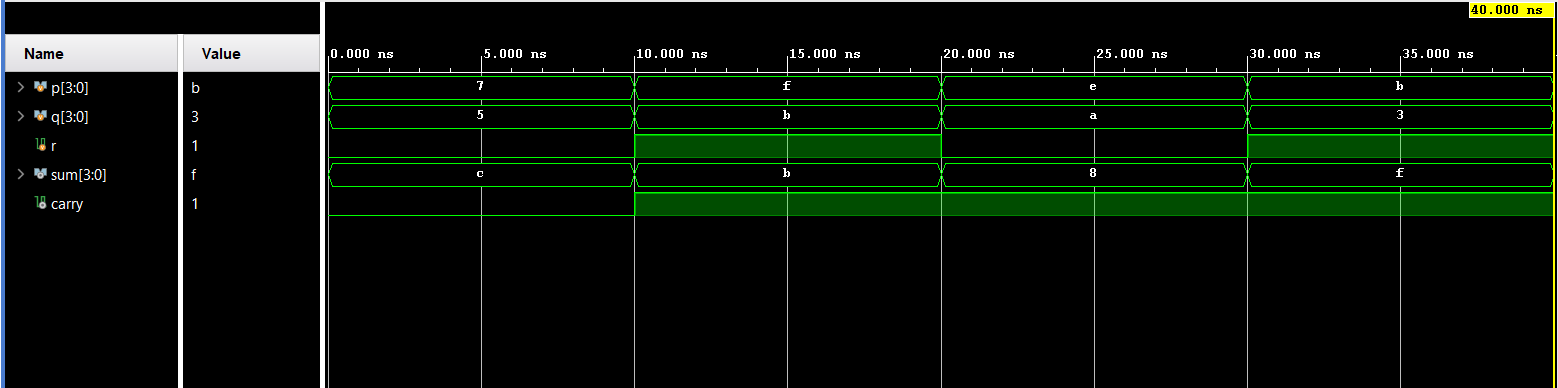 40.000 ns
Name Value 0.000 ns 5.000 ns 10.000 ns 15.000 ns 20.000 ns 25.000 ns 30.000 ns 35.000 ns
p[3:0] b 7 f e b
q[3:0] 3 5 b a 3
r 1
sum[3:0] f c b 8 f
carry 1